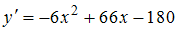 y′ = −6x² + 66x − 180